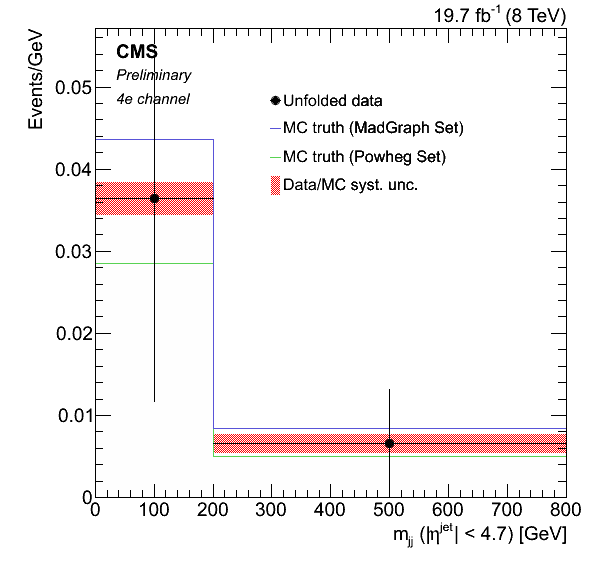 19.7 fb⁻¹ (8 TeV)
Events/GeV
CMS
Preliminary
4e channel
Unfolded data
MC truth (MadGraph Set)
MC truth (Powheg Set)
Data/MC syst. unc.
0.05
0.04
0.03
0.02
0.01
0
0 100 200 300 400 500 600 700 800
m_jj (|η^jet| < 4.7) [GeV]